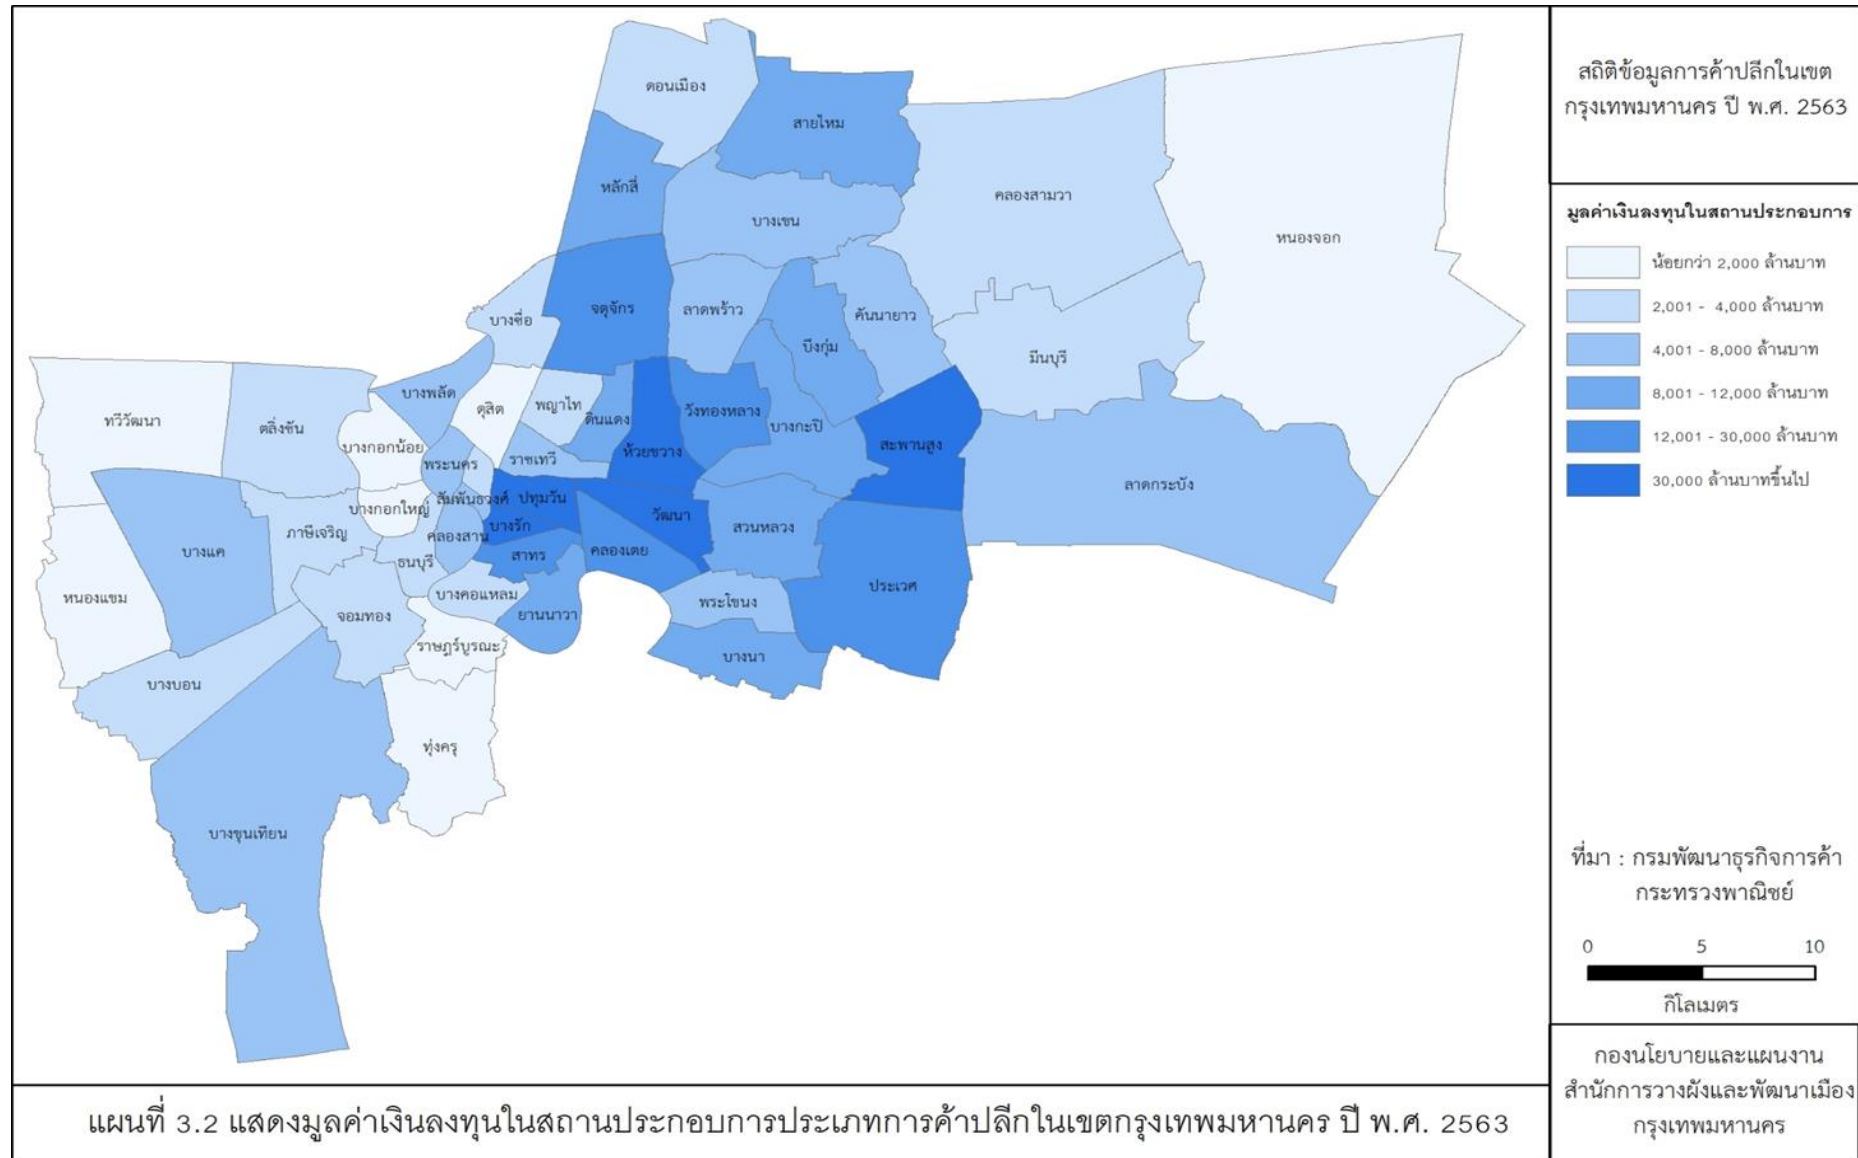 สถิติข้อมูลการค้าปลีกในเขต
กรุงเทพมหานคร ปี พ.ศ. 2563
มูลค่าเงินลงทุนในสถานประกอบการ
น้อยกว่า 2,000 ล้านบาท
2,001 - 4,000 ล้านบาท
4,001 - 8,000 ล้านบาท
8,001 - 12,000 ล้านบาท
12,001 - 30,000 ล้านบาท
30,000 ล้านบาทขึ้นไป
ดอนเมือง
สายไหม
หลักสี่
บางเขน
คลองสามวา
หนองจอก
จตุจักร
ลาดพร้าว
คันนายาว
บางซื่อ
บึงกุ่ม
มีนบุรี
บางพลัด
ดุสิต
พญาไท
ดินแดง
วังทองหลาง
บางกะปิ
ทวีวัฒนา
ตลิ่งชัน
บางกอกน้อย
พระนคร
ราชเทวี
ห้วยขวาง
สะพานสูง
ลาดกระบัง
บางกอกใหญ่
สัมพันธวงศ์
ปทุมวัน
วัฒนา
สวนหลวง
บางแค
ภาษีเจริญ
คลองสาน
บางรัก
ธนบุรี
สาทร
คลองเตย
ประเวศ
หนองแขม
จอมทอง
บางคอแหลม
ยานนาวา
พระโขนง
ราษฎร์บูรณะ
บางนา
บางบอน
ทุ่งครุ
บางขุนเทียน
ที่มา : กรมพัฒนาธุรกิจการค้า
กระทรวงพาณิชย์
0 5 10
กิโลเมตร
กองนโยบายและแผนงาน
สำนักการวางผังและพัฒนาเมือง
กรุงเทพมหานคร
แผนที่ 3.2 แสดงมูลค่าเงินลงทุนในสถานประกอบการประเภทการค้าปลีกในเขตกรุงเทพมหานคร ปี พ.ศ. 2563